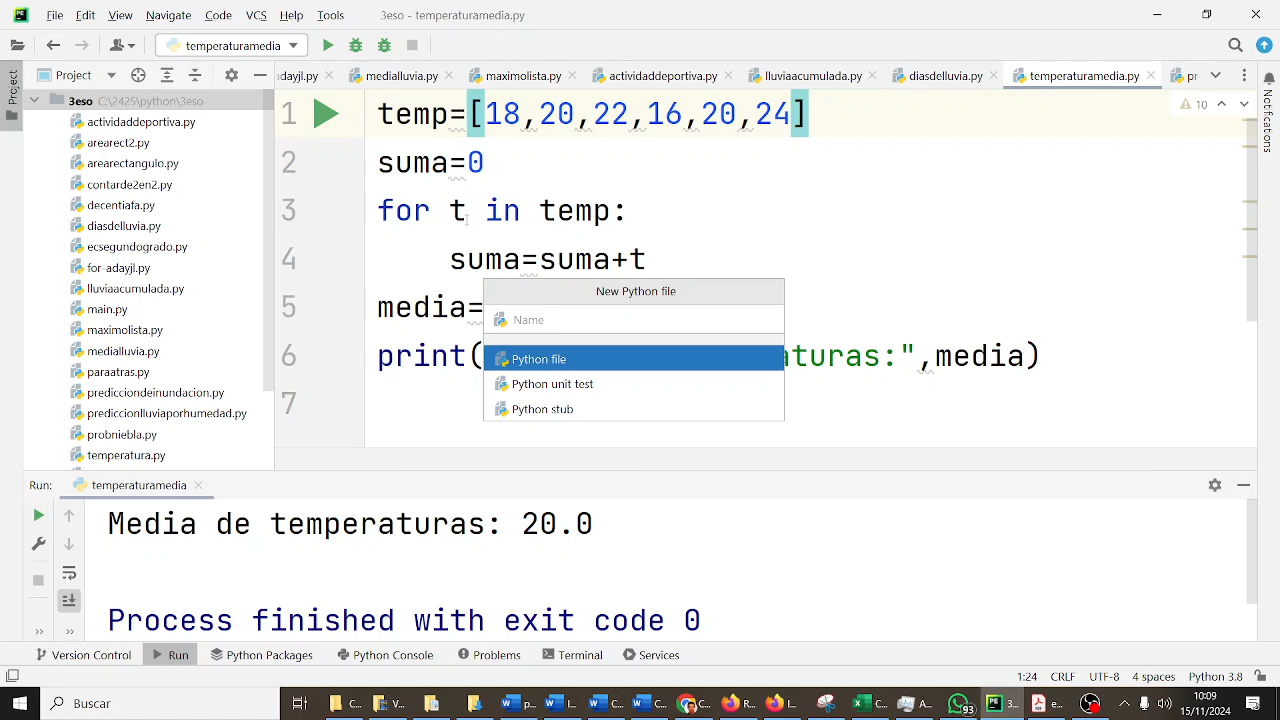 File Edit View Navigate Code VCS Help Tools 3eso - temperaturamedia.py
temperaturamedia
Project
adayjl.py medialluvia.py maximolista.py actividaddeportiva.py lluviaacumulada.py diasdelluvia.py temperaturamedia.py pr
Project
3eso C:\2425\python\3eso
actividaddeportiva.py
arearect2.py
arearectangulo.py
contarde2en2.py
decentiafa.py
diasdelluvia.py
ecsegundogrado.py
for-adayjl.py
lluviaacumulada.py
main.py
maximolista.py
medialluvia.py
paraatras.py
predicciondeinundacion.py
prediccionlluviaporhumedad.py
probniebla.py
temperatura.py
1 temp=[18,20,22,16,20,24]
2 suma=0
3 for t in temp:
4 suma=suma+t
5 media=
6 print( aturas:",media)
7
10
Notifications
New Python file
Name
Python file
Python unit test
Python stub
Run: temperaturamedia
Media de temperaturas: 20.0
Process finished with exit code 0
Version Control Run Python Packages Python Console Problems Terminal Services
1:24 CRLF UTF-8 4 spaces Python 3.8
Buscar
C... V... p... C... C... C... C... C... C... A... 93 3...
10:09
15/11/2024